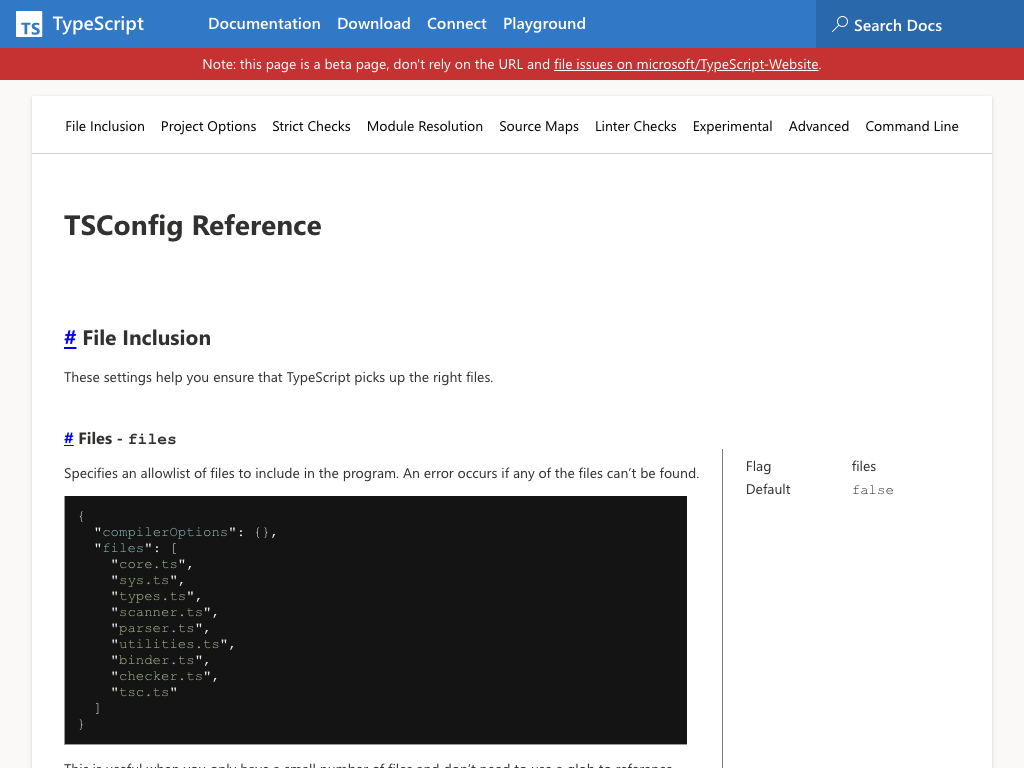 TS TypeScript
Documentation Download Connect Playground
Search Docs
Note: this page is a beta page, don't rely on the URL and file issues on microsoft/TypeScript-Website.
File Inclusion Project Options Strict Checks Module Resolution Source Maps Linter Checks Experimental Advanced Command Line
TSConfig Reference
# File Inclusion
These settings help you ensure that TypeScript picks up the right files.
# Files - files
Specifies an allowlist of files to include in the program. An error occurs if any of the files can’t be found.
{
  "compilerOptions": {},
  "files": [
    "core.ts",
    "sys.ts",
    "types.ts",
    "scanner.ts",
    "parser.ts",
    "utilities.ts",
    "binder.ts",
    "checker.ts",
    "tsc.ts"
  ]
}
This is useful when you only have a small number of files and don’t need to use a glob to reference
Flag files
Default false